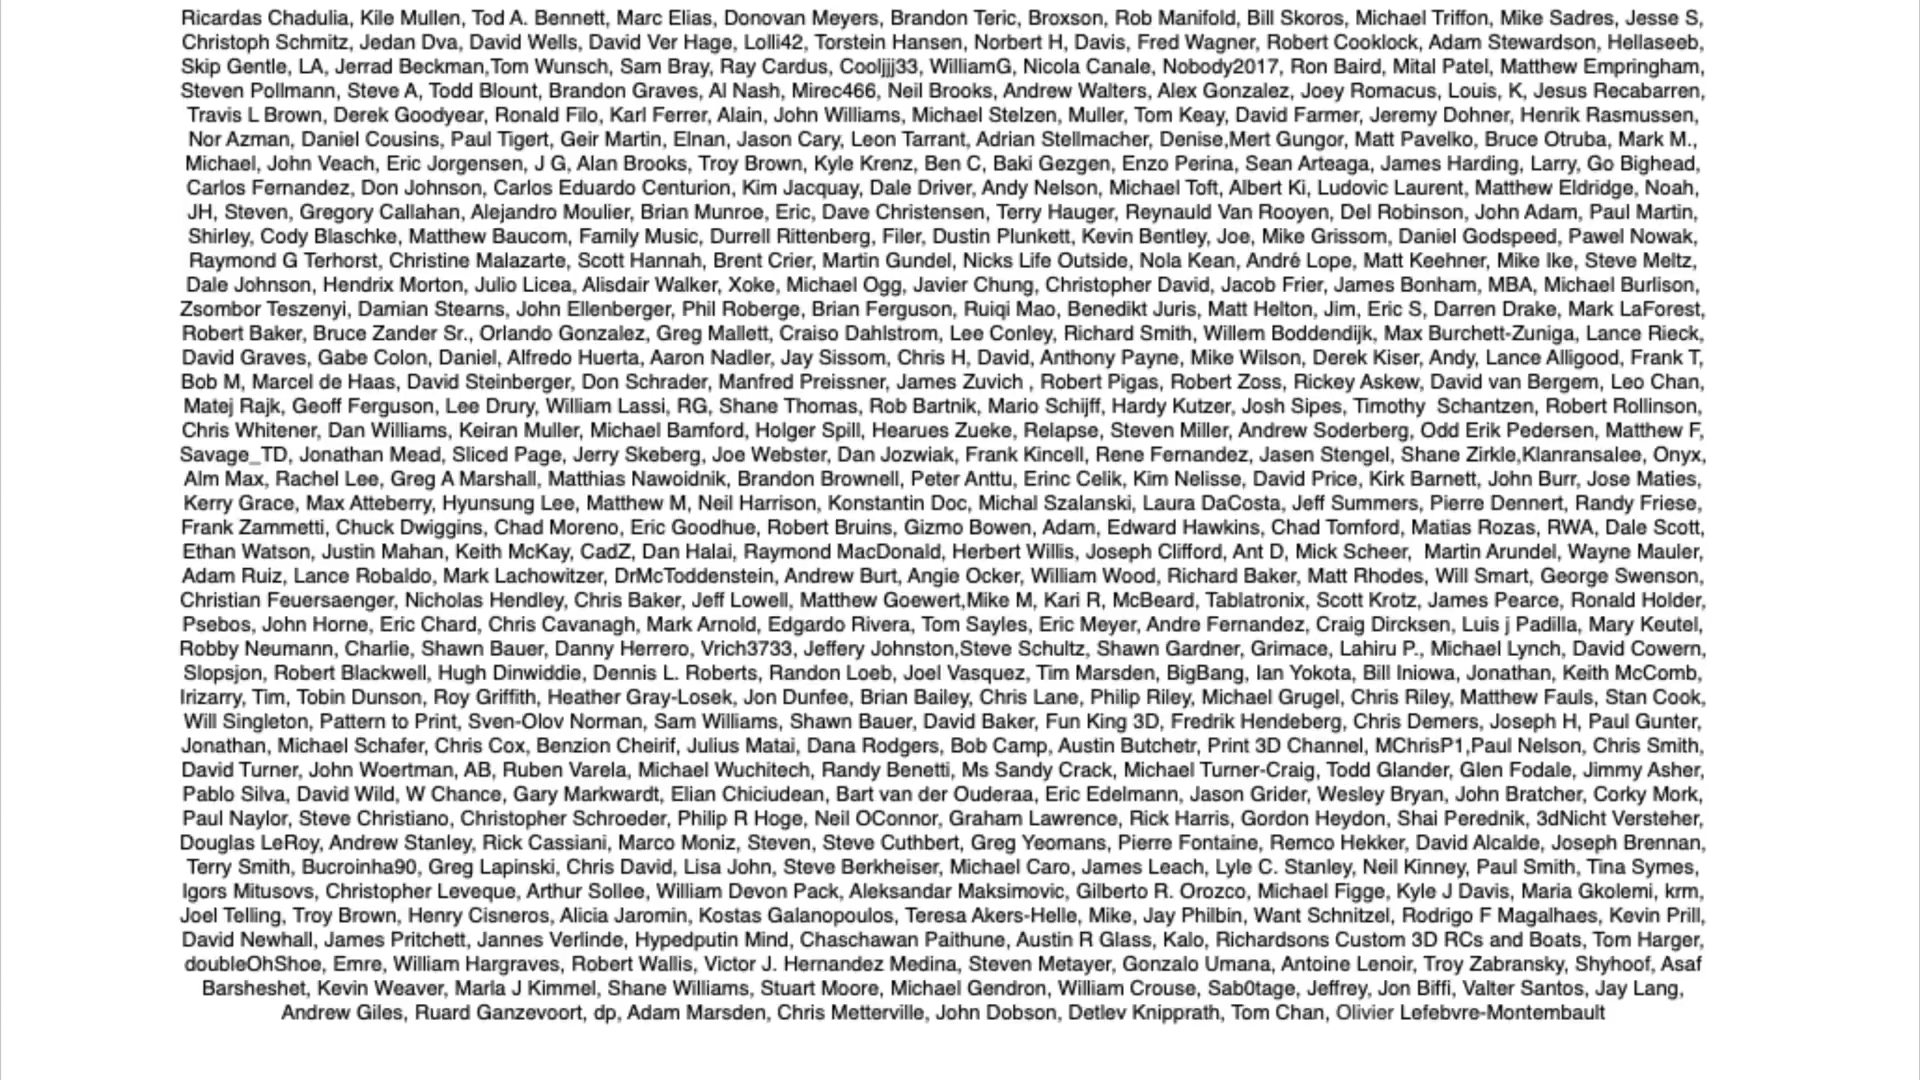 Ricardas Chadulia, Kile Mullen, Tod A. Bennett, Marc Elias, Donovan Meyers, Brandon Teric, Broxson, Rob Manifold, Bill Skoros, Michael Triffon, Mike Sadres, Jesse S,
Christoph Schmitz, Jedan Dva, David Wells, David Ver Hage, Lolli42, Torstein Hansen, Norbert H, Davis, Fred Wagner, Robert Cooklock, Adam Stewardson, Hellaseeb,
Skip Gentle, LA, Jerrad Beckman,Tom Wunsch, Sam Bray, Ray Cardus, Cooljjj33, WilliamG, Nicola Canale, Nobody2017, Ron Baird, Mital Patel, Matthew Empringham,
Steven Pollmann, Steve A, Todd Blount, Brandon Graves, Al Nash, Mirec466, Neil Brooks, Andrew Walters, Alex Gonzalez, Joey Romacus, Louis, K, Jesus Recabarren,
Travis L Brown, Derek Goodyear, Ronald Filo, Karl Ferrer, Alain, John Williams, Michael Stelzen, Muller, Tom Keay, David Farmer, Jeremy Dohner, Henrik Rasmussen,
Nor Azman, Daniel Cousins, Paul Tigert, Geir Martin, Elnan, Jason Cary, Leon Tarrant, Adrian Stellmacher, Denise,Mert Gungor, Matt Pavelko, Bruce Otruba, Mark M.,
Michael, John Veach, Eric Jorgensen, J G, Alan Brooks, Troy Brown, Kyle Krenz, Ben C, Baki Gezgen, Enzo Perina, Sean Arteaga, James Harding, Larry, Go Bighead,
Carlos Fernandez, Don Johnson, Carlos Eduardo Centurion, Kim Jacquay, Dale Driver, Andy Nelson, Michael Toft, Albert Ki, Ludovic Laurent, Matthew Eldridge, Noah,
JH, Steven, Gregory Callahan, Alejandro Moulier, Brian Munroe, Eric, Dave Christensen, Terry Hauger, Reynauld Van Rooyen, Del Robinson, John Adam, Paul Martin,
Shirley, Cody Blaschke, Matthew Baucom, Family Music, Durrell Rittenberg, Filer, Dustin Plunkett, Kevin Bentley, Joe, Mike Grissom, Daniel Godspeed, Pawel Nowak,
Raymond G Terhorst, Christine Malazarte, Scott Hannah, Brent Crier, Martin Gundel, Nicks Life Outside, Nola Kean, André Lope, Matt Keehner, Mike Ike, Steve Meltz,
Dale Johnson, Hendrix Morton, Julio Licea, Alisdair Walker, Xoke, Michael Ogg, Javier Chung, Christopher David, Jacob Frier, James Bonham, MBA, Michael Burlison,
Zsombor Teszenyi, Damian Stearns, John Ellenberger, Phil Roberge, Brian Ferguson, Ruiqi Mao, Benedikt Juris, Matt Helton, Jim, Eric S, Darren Drake, Mark LaForest,
Robert Baker, Bruce Zander Sr., Orlando Gonzalez, Greg Mallett, Craiso Dahlstrom, Lee Conley, Richard Smith, Willem Boddendijk, Max Burchett-Zuniga, Lance Rieck,
David Graves, Gabe Colon, Daniel, Alfredo Huerta, Aaron Nadler, Jay Sissom, Chris H, David, Anthony Payne, Mike Wilson, Derek Kiser, Andy, Lance Alligood, Frank T,
Bob M, Marcel de Haas, David Steinberger, Don Schrader, Manfred Preissner, James Zuvich , Robert Pigas, Robert Zoss, Rickey Askew, David van Bergem, Leo Chan,
Matej Rajk, Geoff Ferguson, Lee Drury, William Lassi, RG, Shane Thomas, Rob Bartnik, Mario Schijff, Hardy Kutzer, Josh Sipes, Timothy  Schantzen, Robert Rollinson,
Chris Whitener, Dan Williams, Keiran Muller, Michael Bamford, Holger Spill, Hearues Zueke, Relapse, Steven Miller, Andrew Soderberg, Odd Erik Pedersen, Matthew F,
Savage_TD, Jonathan Mead, Sliced Page, Jerry Skeberg, Joe Webster, Dan Jozwiak, Frank Kincell, Rene Fernandez, Jasen Stengel, Shane Zirkle,Klanransalee, Onyx,
Alm Max, Rachel Lee, Greg A Marshall, Matthias Nawoidnik, Brandon Brownell, Peter Anttu, Erinc Celik, Kim Nelisse, David Price, Kirk Barnett, John Burr, Jose Maties,
Kerry Grace, Max Atteberry, Hyunsung Lee, Matthew M, Neil Harrison, Konstantin Doc, Michal Szalanski, Laura DaCosta, Jeff Summers, Pierre Dennert, Randy Friese,
Frank Zammetti, Chuck Dwiggins, Chad Moreno, Eric Goodhue, Robert Bruins, Gizmo Bowen, Adam, Edward Hawkins, Chad Tomford, Matias Rozas, RWA, Dale Scott,
Ethan Watson, Justin Mahan, Keith McKay, CadZ, Dan Halai, Raymond MacDonald, Herbert Willis, Joseph Clifford, Ant D, Mick Scheer,  Martin Arundel, Wayne Mauler,
Adam Ruiz, Lance Robaldo, Mark Lachowitzer, DrMcToddenstein, Andrew Burt, Angie Ocker, William Wood, Richard Baker, Matt Rhodes, Will Smart, George Swenson,
Christian Feuersaenger, Nicholas Hendley, Chris Baker, Jeff Lowell, Matthew Goewert,Mike M, Kari R, McBeard, Tablatronix, Scott Krotz, James Pearce, Ronald Holder,
Psebos, John Horne, Eric Chard, Chris Cavanagh, Mark Arnold, Edgardo Rivera, Tom Sayles, Eric Meyer, Andre Fernandez, Craig Dircksen, Luis j Padilla, Mary Keutel,
Robby Neumann, Charlie, Shawn Bauer, Danny Herrero, Vrich3733, Jeffery Johnston,Steve Schultz, Shawn Gardner, Grimace, Lahiru P., Michael Lynch, David Cowern,
Slopsjon, Robert Blackwell, Hugh Dinwiddie, Dennis L. Roberts, Randon Loeb, Joel Vasquez, Tim Marsden, BigBang, Ian Yokota, Bill Iniowa, Jonathan, Keith McComb,
Irizarry, Tim, Tobin Dunson, Roy Griffith, Heather Gray-Losek, Jon Dunfee, Brian Bailey, Chris Lane, Philip Riley, Michael Grugel, Chris Riley, Matthew Fauls, Stan Cook,
Will Singleton, Pattern to Print, Sven-Olov Norman, Sam Williams, Shawn Bauer, David Baker, Fun King 3D, Fredrik Hendeberg, Chris Demers, Joseph H, Paul Gunter,
Jonathan, Michael Schafer, Chris Cox, Benzion Cheirif, Julius Matai, Dana Rodgers, Bob Camp, Austin Butchetr, Print 3D Channel, MChrisP1,Paul Nelson, Chris Smith,
David Turner, John Woertman, AB, Ruben Varela, Michael Wuchitech, Randy Benetti, Ms Sandy Crack, Michael Turner-Craig, Todd Glander, Glen Fodale, Jimmy Asher,
Pablo Silva, David Wild, W Chance, Gary Markwardt, Elian Chiciudean, Bart van der Ouderaa, Eric Edelmann, Jason Grider, Wesley Bryan, John Bratcher, Corky Mork,
Paul Naylor, Steve Christiano, Christopher Schroeder, Philip R Hoge, Neil OConnor, Graham Lawrence, Rick Harris, Gordon Heydon, Shai Perednik, 3dNicht Versteher,
Douglas LeRoy, Andrew Stanley, Rick Cassiani, Marco Moniz, Steven, Steve Cuthbert, Greg Yeomans, Pierre Fontaine, Remco Hekker, David Alcalde, Joseph Brennan,
Terry Smith, Bucroinha90, Greg Lapinski, Chris David, Lisa John, Steve Berkheiser, Michael Caro, James Leach, Lyle C. Stanley, Neil Kinney, Paul Smith, Tina Symes,
Igors Mitusovs, Christopher Leveque, Arthur Sollee, William Devon Pack, Aleksandar Maksimovic, Gilberto R. Orozco, Michael Figge, Kyle J Davis, Maria Gkolemi, krm,
Joel Telling, Troy Brown, Henry Cisneros, Alicia Jaromin, Kostas Galanopoulos, Teresa Akers-Helle, Mike, Jay Philbin, Want Schnitzel, Rodrigo F Magalhaes, Kevin Prill,
David Newhall, James Pritchett, Jannes Verlinde, Hypedputin Mind, Chaschawan Paithune, Austin R Glass, Kalo, Richardsons Custom 3D RCs and Boats, Tom Harger,
doubleOhShoe, Emre, William Hargraves, Robert Wallis, Victor J. Hernandez Medina, Steven Metayer, Gonzalo Umana, Antoine Lenoir, Troy Zabransky, Shyhoof, Asaf
Barsheshet, Kevin Weaver, Marla J Kimmel, Shane Williams, Stuart Moore, Michael Gendron, William Crouse, Sab0tage, Jeffrey, Jon Biffi, Valter Santos, Jay Lang,
Andrew Giles, Ruard Ganzevoort, dp, Adam Marsden, Chris Metterville, John Dobson, Detlev Knipprath, Tom Chan, Olivier Lefebvre-Montembault